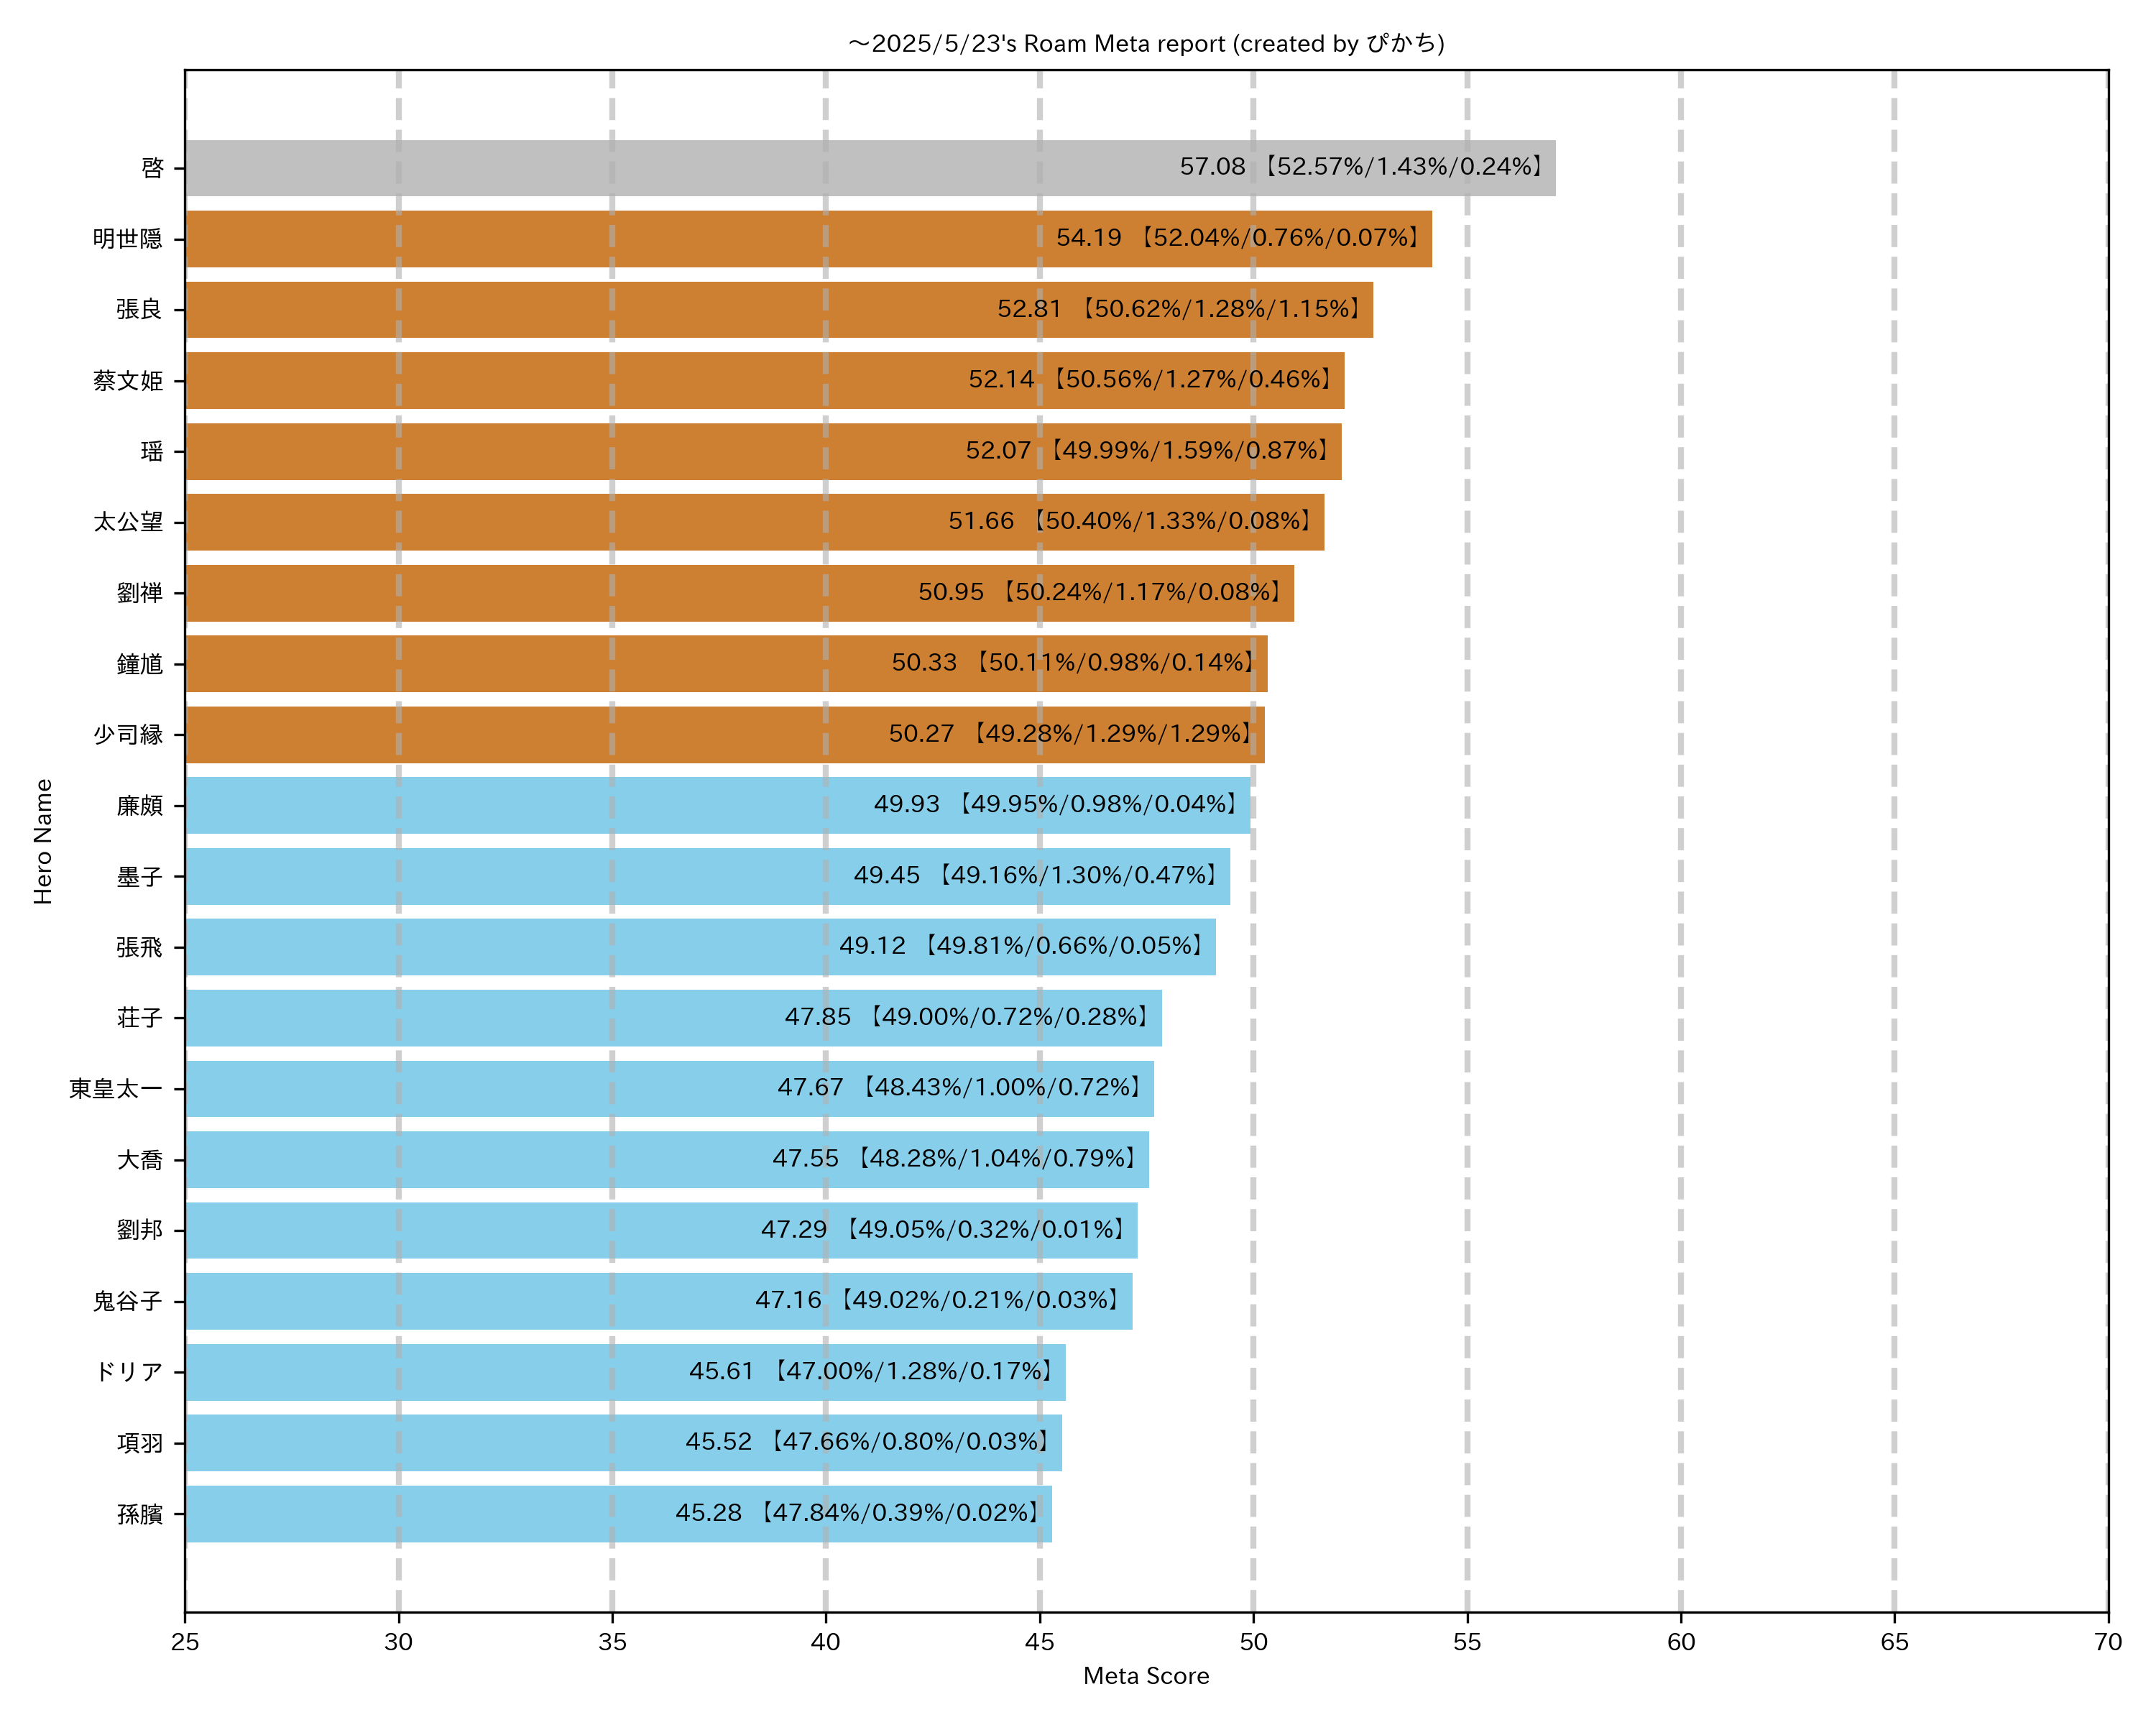 ～2025/5/23's Roam Meta report (created by ぴかち)
啓 57.08 【52.57%/1.43%/0.24%】
明世隠 54.19 【52.04%/0.76%/0.07%】
張良 52.81 【50.62%/1.28%/1.15%】
蔡文姫 52.14 【50.56%/1.27%/0.46%】
瑶 52.07 【49.99%/1.59%/0.87%】
太公望 51.66 【50.40%/1.33%/0.08%】
劉禅 50.95 【50.24%/1.17%/0.08%】
鐘馗 50.33 【50.11%/0.98%/0.14%】
少司縁 50.27 【49.28%/1.29%/1.29%】
廉頗 49.93 【49.95%/0.98%/0.04%】
墨子 49.45 【49.16%/1.30%/0.47%】
張飛 49.12 【49.81%/0.66%/0.05%】
荘子 47.85 【49.00%/0.72%/0.28%】
東皇太一 47.67 【48.43%/1.00%/0.72%】
大喬 47.55 【48.28%/1.04%/0.79%】
劉邦 47.29 【49.05%/0.32%/0.01%】
鬼谷子 47.16 【49.02%/0.21%/0.03%】
ドリア 45.61 【47.00%/1.28%/0.17%】
項羽 45.52 【47.66%/0.80%/0.03%】
孫臏 45.28 【47.84%/0.39%/0.02%】
Hero Name
25 30 35 40 45 50 55 60 65 70
Meta Score